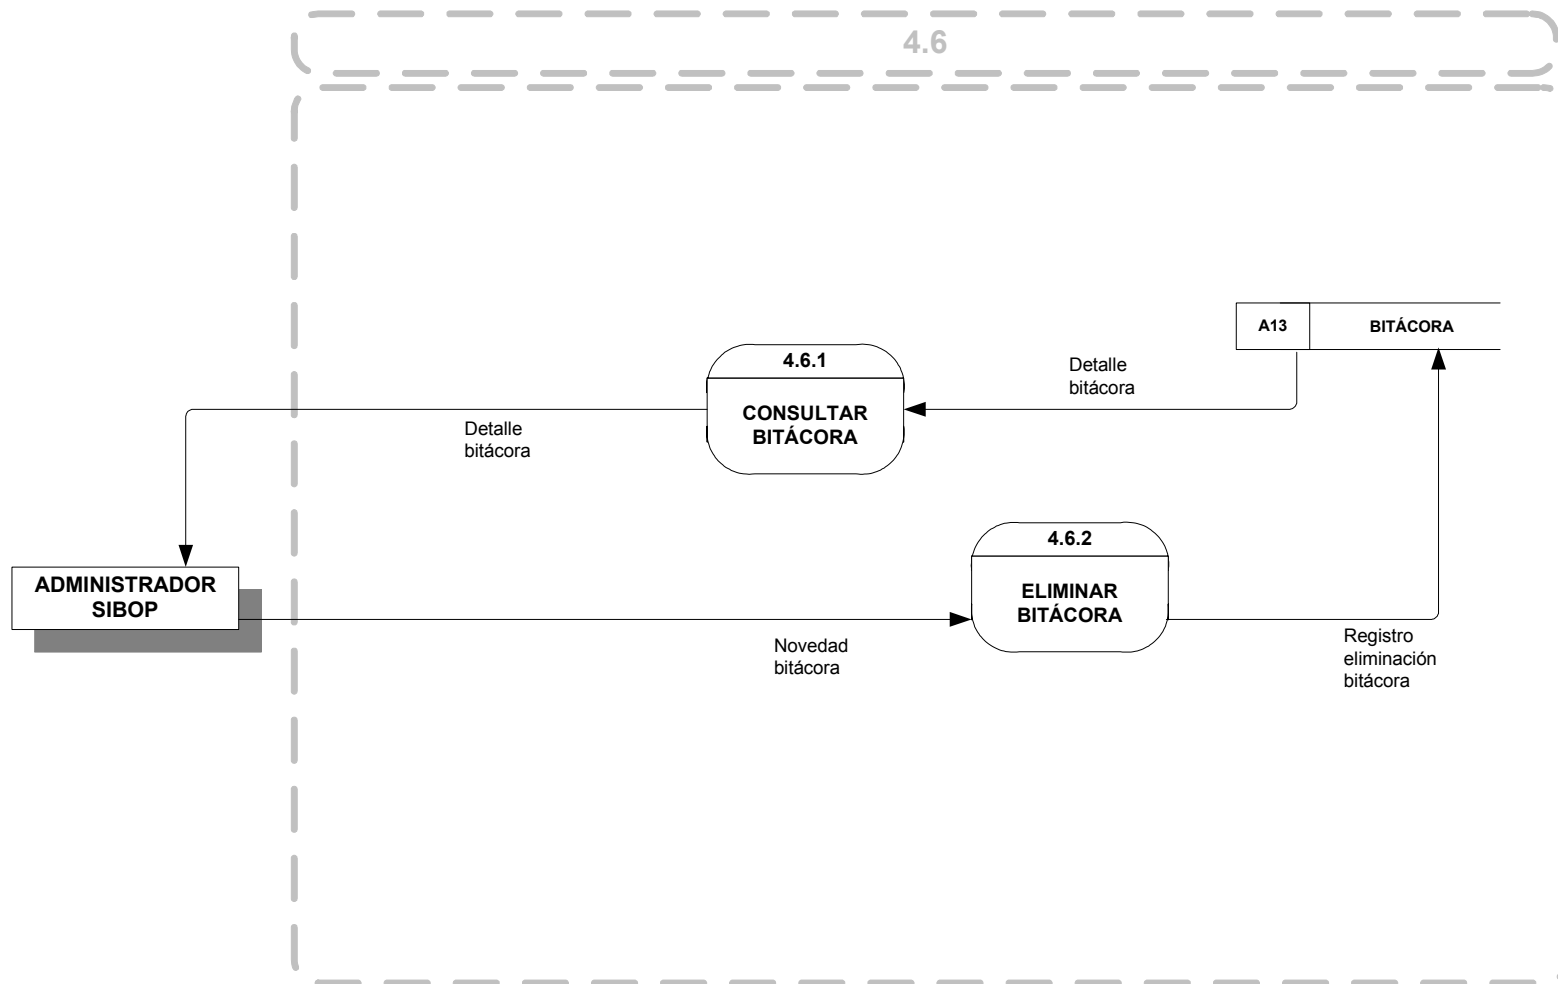 4.6
A13
BITÁCORA
4.6.1
CONSULTAR
BITÁCORA
Detalle
bitácora
Detalle
bitácora
4.6.2
ELIMINAR
BITÁCORA
ADMINISTRADOR
SIBOP
Novedad
bitácora
Registro
eliminación
bitácora